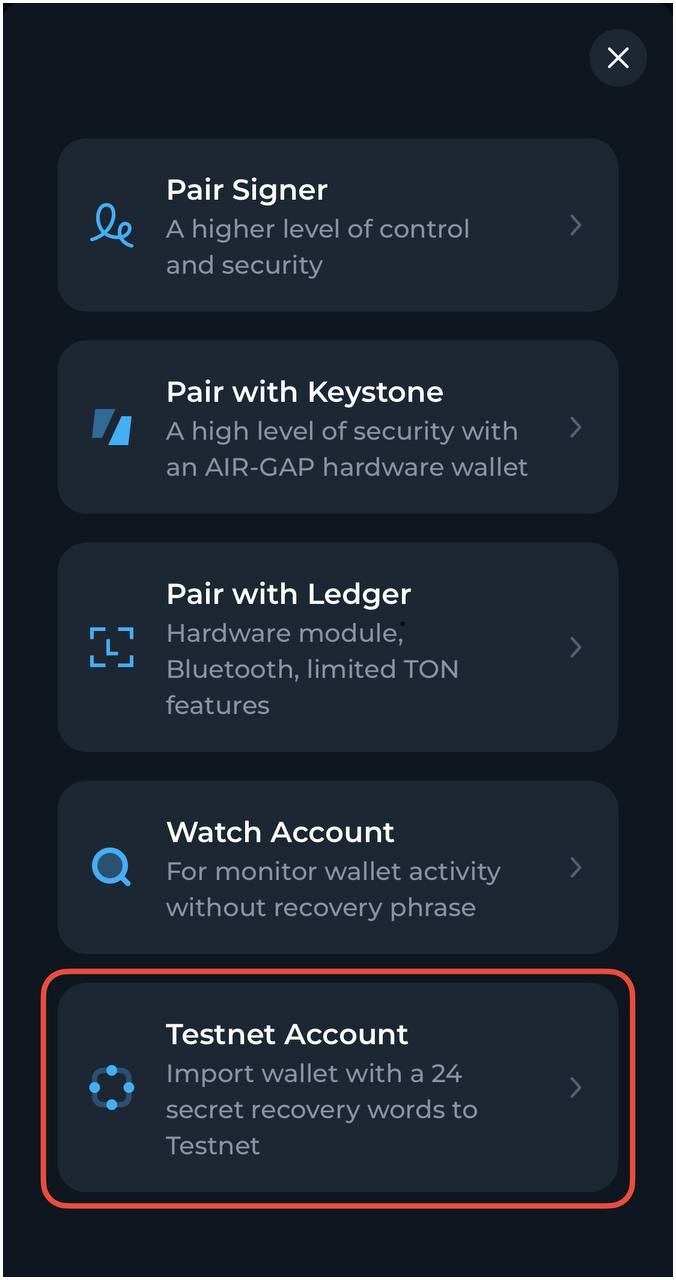 Pair Signer
A higher level of control
and security
Pair with Keystone
A high level of security with
an AIR-GAP hardware wallet
Pair with Ledger
Hardware module,
Bluetooth, limited TON
features
Watch Account
For monitor wallet activity
without recovery phrase
Testnet Account
Import wallet with a 24
secret recovery words to
Testnet